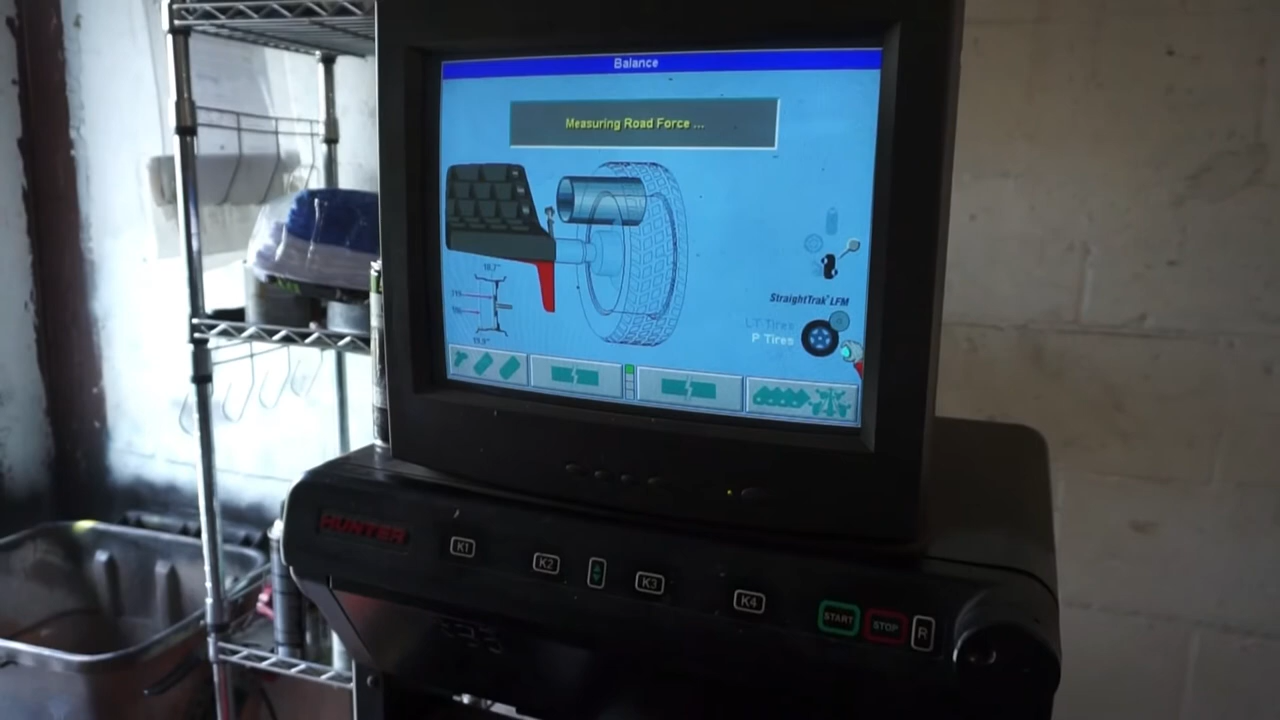 Balance
Measuring Road Force ...
StraightTrak® LFM
LT Tires
P Tires
HUNTER
K1
K2
K3
K4
START
STOP
R